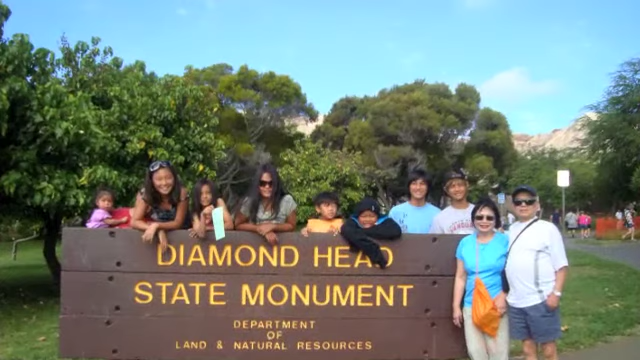 DIAMOND HEAD
STATE MONUMENT
DEPARTMENT
OF
LAND & NATURAL RESOURCES